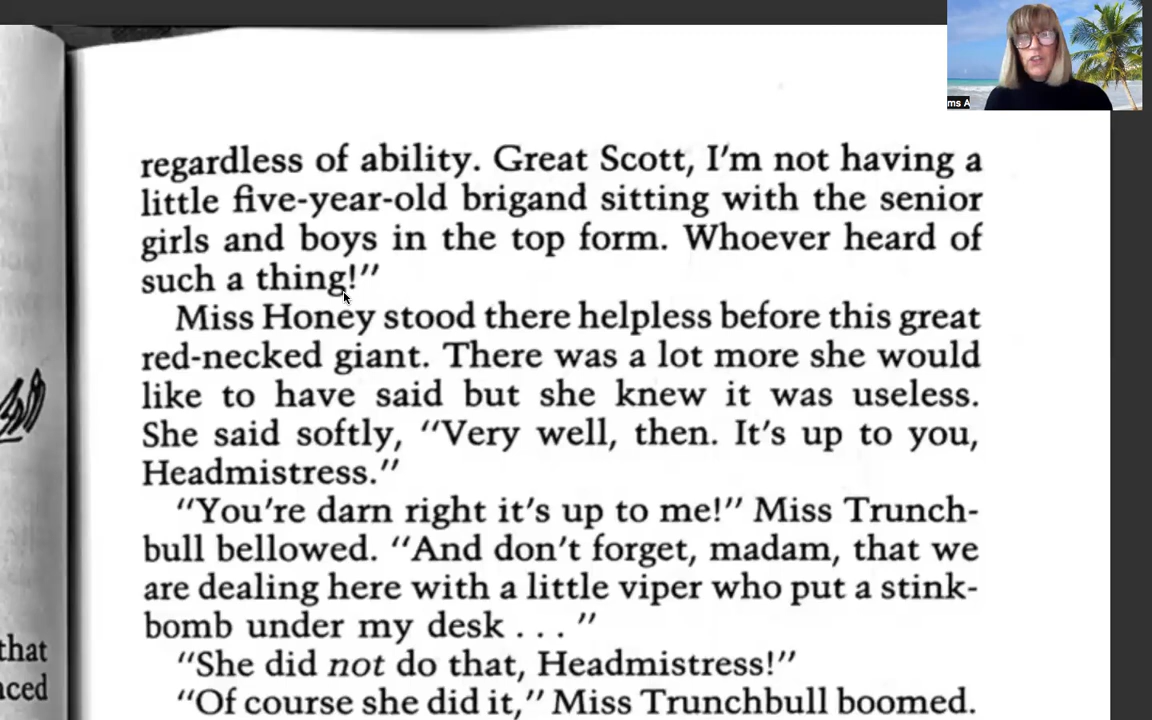 regardless of ability. Great Scott, I'm not having a
little five-year-old brigand sitting with the senior
girls and boys in the top form. Whoever heard of
such a thing!"
Miss Honey stood there helpless before this great
red-necked giant. There was a lot more she would
like to have said but she knew it was useless.
She said softly, "Very well, then. It's up to you,
Headmistress."
"You're darn right it's up to me!" Miss Trunch-
bull bellowed. "And don't forget, madam, that we
are dealing here with a little viper who put a stink-
bomb under my desk . . . "
"She did not do that, Headmistress!"
"Of course she did it," Miss Trunchbull boomed.
that
nced
ms A